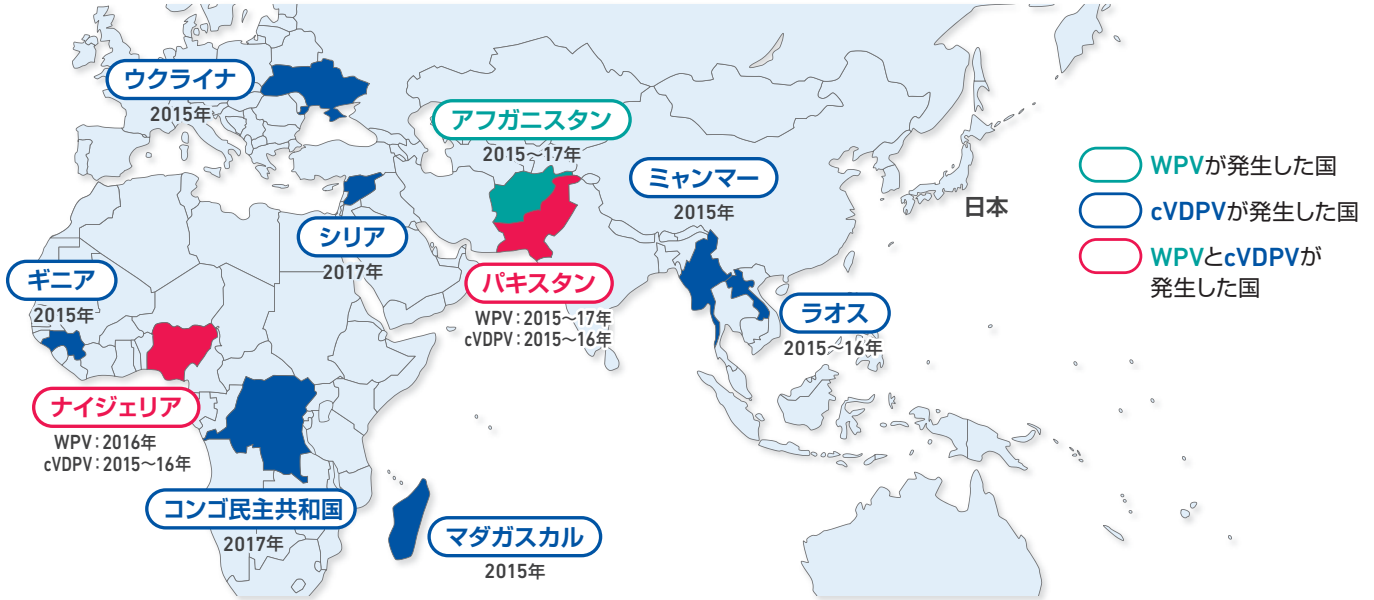 ウクライナ
2015年
アフガニスタン
2015～17年
ミャンマー
2015年
日本
シリア
2017年
ギニア
2015年
パキスタン
WPV：2015～17年
cVDPV：2015～16年
ラオス
2015～16年
ナイジェリア
WPV：2016年
cVDPV：2015～16年
コンゴ民主共和国
2017年
マダガスカル
2015年
WPVが発生した国
cVDPVが発生した国
WPVとcVDPVが
発生した国